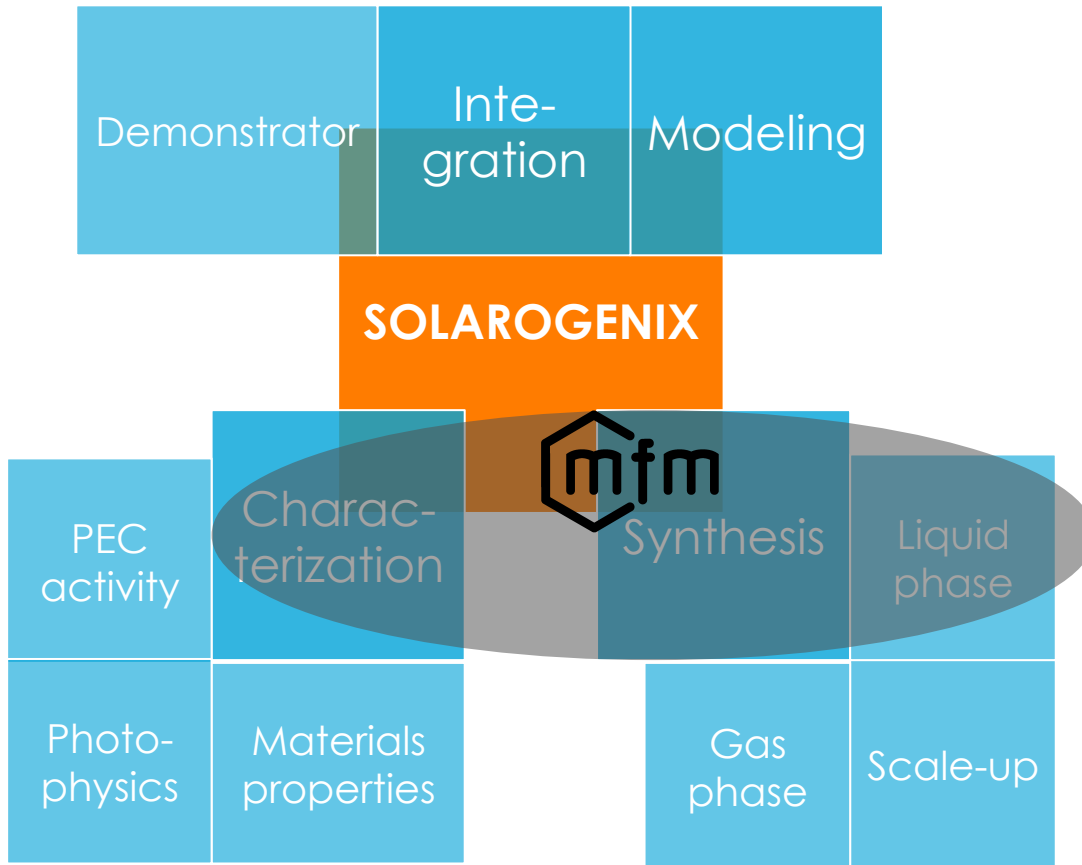 Demonstrator
Inte-
gration
Modeling
SOLAROGENIX
mfm
Charac-
terization
Synthesis
PEC
activity
Liquid
phase
Photo-
physics
Materials
properties
Gas
phase
Scale-up